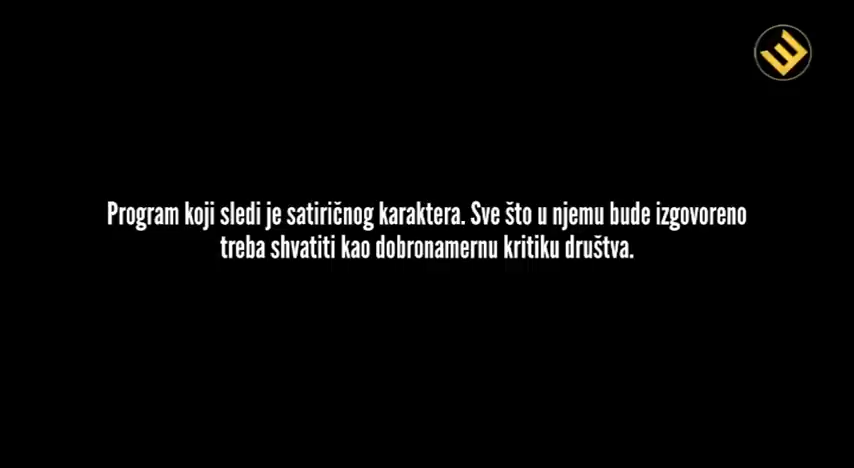 Program koji sledi je satiričnog karaktera. Sve što u njemu bude izgovoreno
treba shvatiti kao dobronamernu kritiku društva.